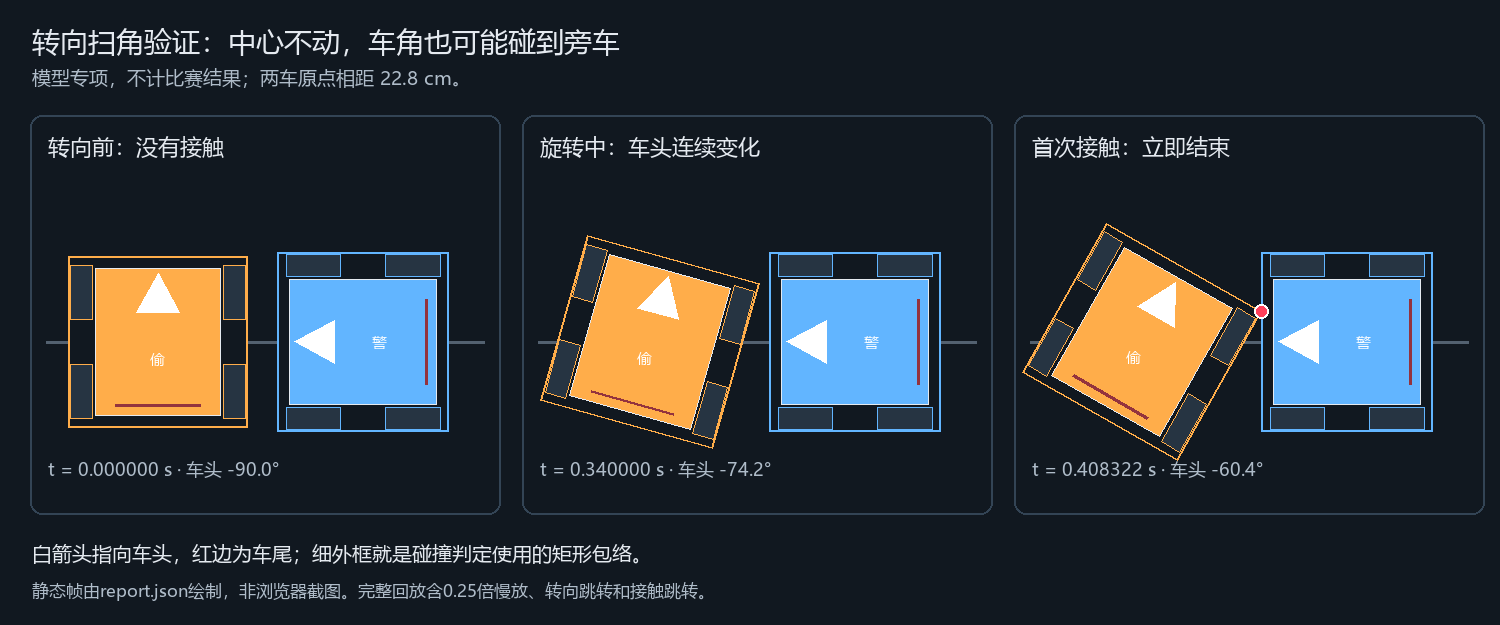 转向扫角验证：中心不动，车角也可能碰到旁车
模型专项，不计比赛结果；两车原点相距 22.8 cm。
转向前：没有接触
偷
警
t = 0.000000 s · 车头 -90.0°
旋转中：车头连续变化
偷
警
t = 0.340000 s · 车头 -74.2°
首次接触：立即结束
偷
警
t = 0.408322 s · 车头 -60.4°
白箭头指向车头，红边为车尾；细外框就是碰撞判定使用的矩形包络。
静态帧由report.json绘制，非浏览器截图。完整回放含0.25倍慢放、转向跳转和接触跳转。